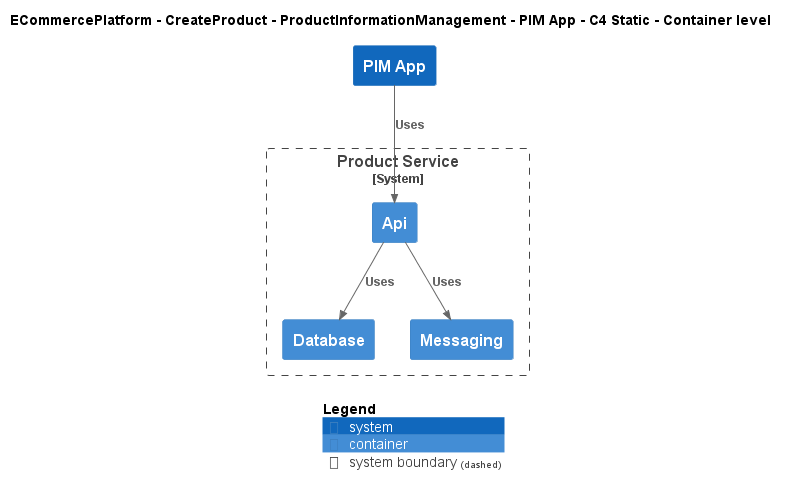 ECommercePlatform - CreateProduct - ProductInformationManagement - PIM App - C4 Static - Container level
PIM App
Uses
Product Service
[System]
Api
Uses
Uses
Database
Messaging
Legend
system
container
system boundary (dashed)